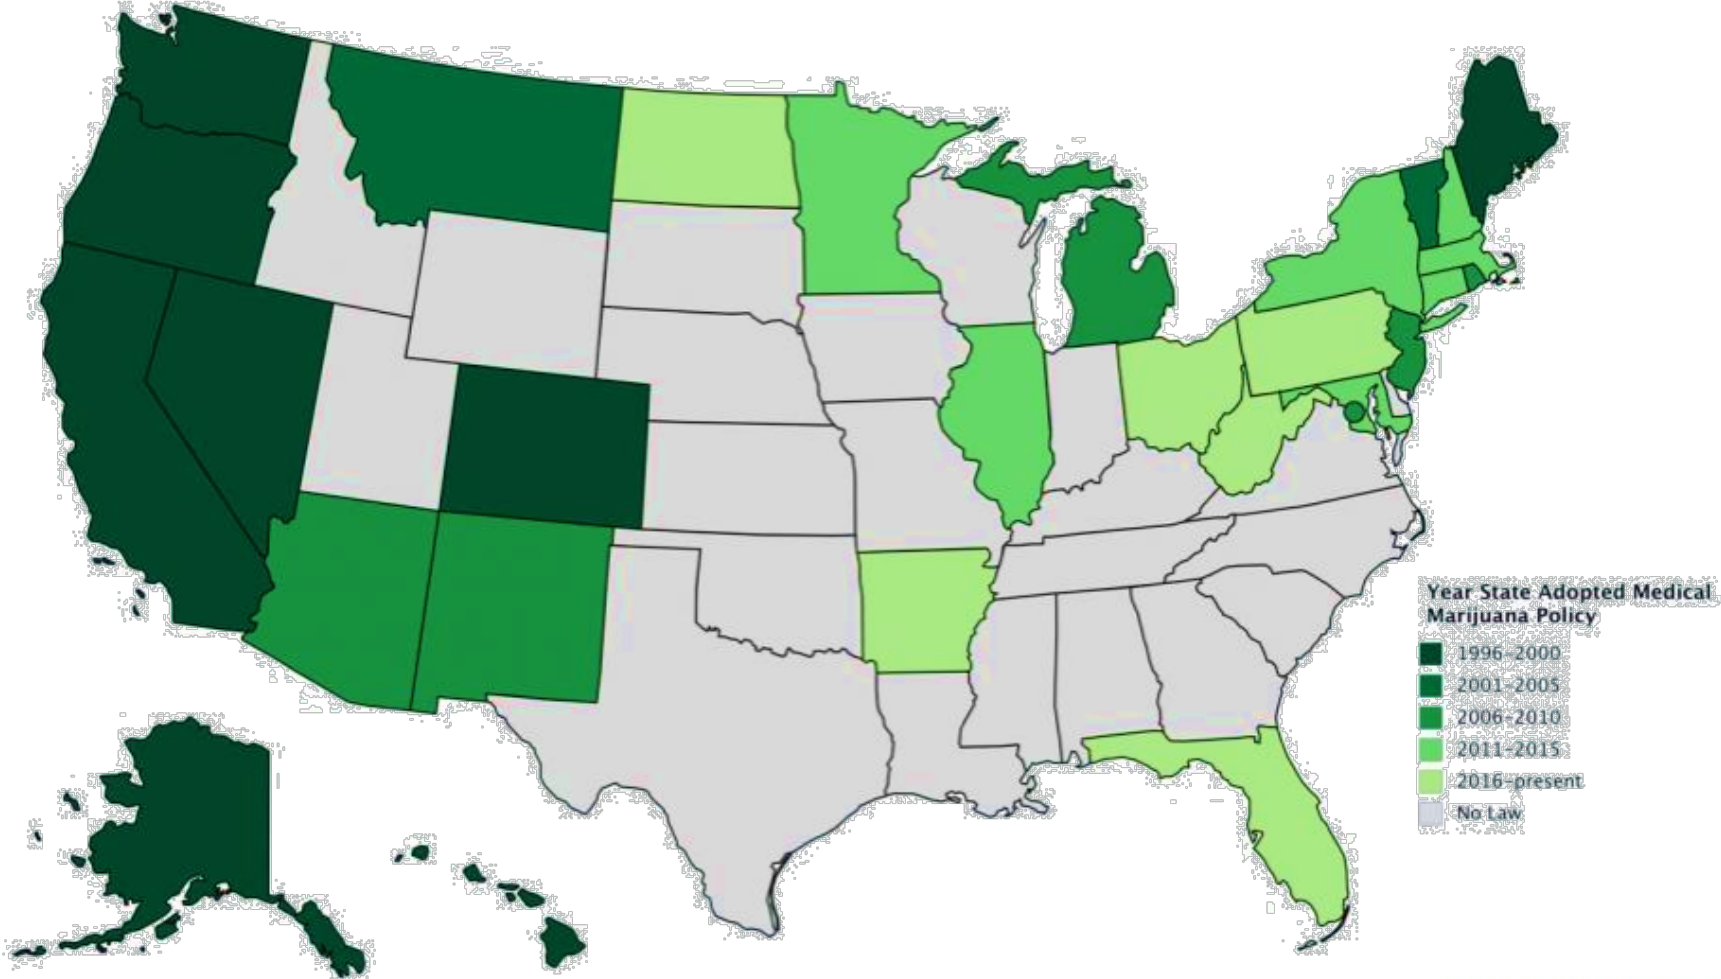 Year State Adopted Medical
Marijuana Policy
1996-2000
2001-2005
2006-2010
2011-2015
2016-present
No Law